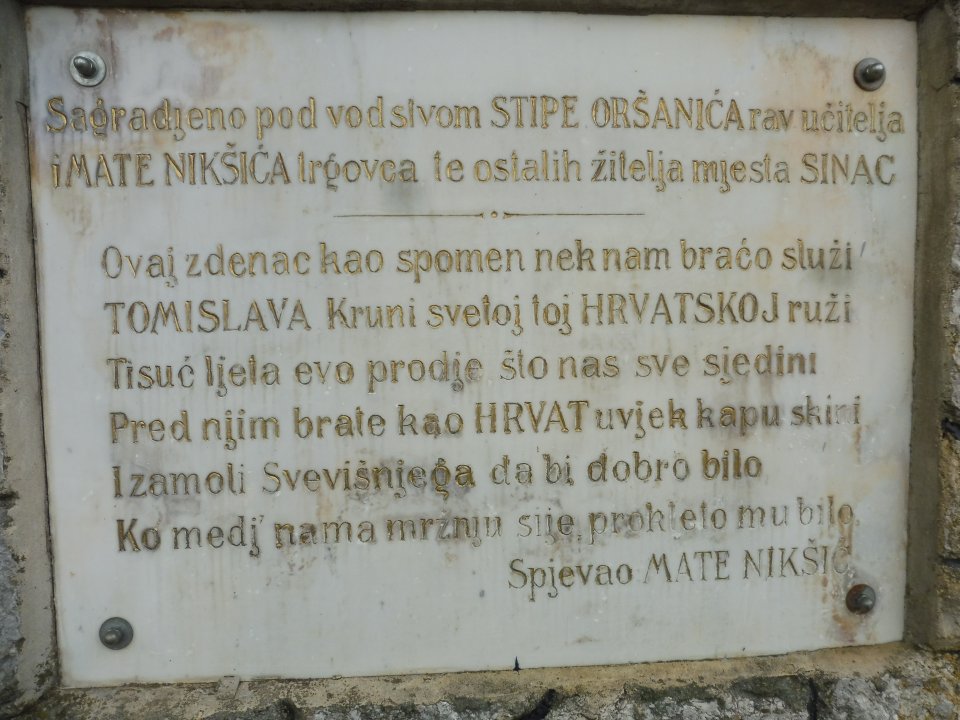 Sagradjeno pod vodstvom STIPE ORŠANIĆA rav učitelja
i MATE NIKŠIĆA trgovca te ostalih žitelja mjesta SINAC
Ovaj zdenac kao spomen nek nam braćo služi
TOMISLAVA Kruni svetoj toj HRVATSKOJ ruži
Tisuć ljeta evo prodje što nas sve sjedini
Pred njim brate kao HRVAT uvjek kapu skini
Izamoli Svevišnjega da bi dobro bilo
Ko medj' nama mržnju sije, prokleto mu bilo.
Spjevao MATE NIKŠIĆ